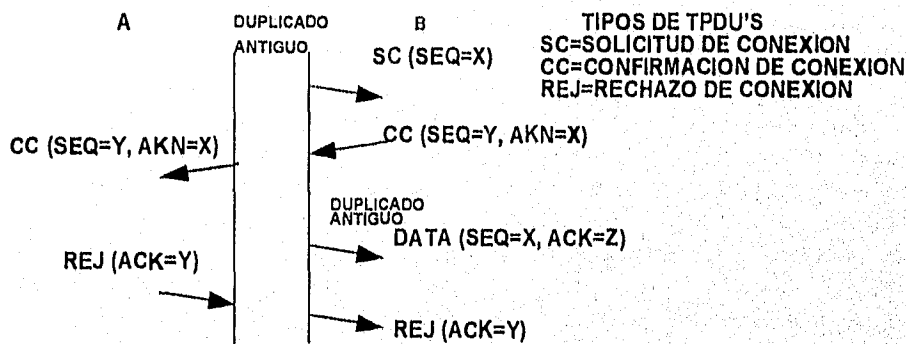 A
DUPLICADO
ANTIGUO
B
SC (SEQ=X)
TIPOS DE TPDU'S
SC=SOLICITUD DE CONEXION
CC=CONFIRMACION DE CONEXION
REJ=RECHAZO DE CONEXION
CC (SEQ=Y, AKN=X)
CC (SEQ=Y, AKN=X)
DUPLICADO
ANTIGUO
DATA (SEQ=X, ACK=Z)
REJ (ACK=Y)
REJ (ACK=Y)